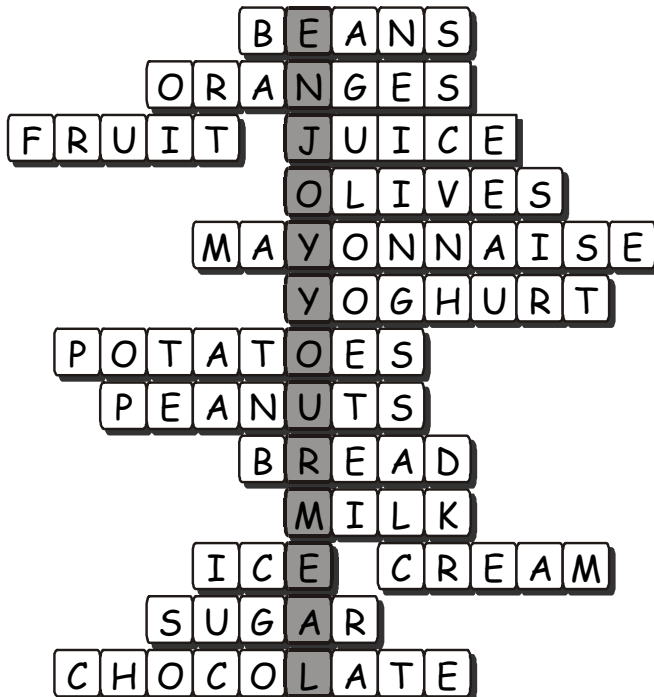 BEANS
ORANGES
FRUIT JUICE
OLIVES
MAYONNAISE
YOGHURT
POTATOES
PEANUTS
BREAD
MILK
ICE CREAM
SUGAR
CHOCOLATE